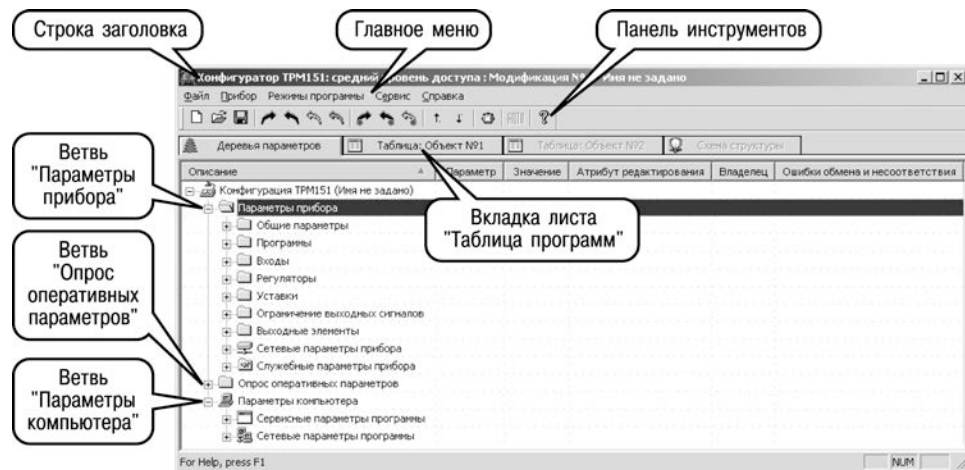 Строка заголовка
Главное меню
Панель инструментов
Конфигуратор ТРМ151: средний уровень доступа : Модификация Имя не задано
Файл Прибор Режимы программы Сервис Справка
Деревья параметров Таблица: Объект №1 Таблица: Объект №2 Схема структуры
Описание Параметр Значение Атрибут редактирования Владелец Ошибки обмена и несоответствия
Конфигурация ТРМ151 (Имя не задано)
Параметры прибора
Общие параметры
Программы
Входы
Регуляторы
Уставки
Ограничение выходных сигналов
Выходные элементы
Сетевые параметры прибора
Служебные параметры прибора
Опрос оперативных параметров
Параметры компьютера
Сервисные параметры программы
Сетевые параметры программы
For Help, press F1
NUM
Ветвь
"Параметры
прибора"
Ветвь
"Опрос
оперативных
параметров"
Ветвь
"Параметры
компьютера"
Вкладка листа
"Таблица программ"